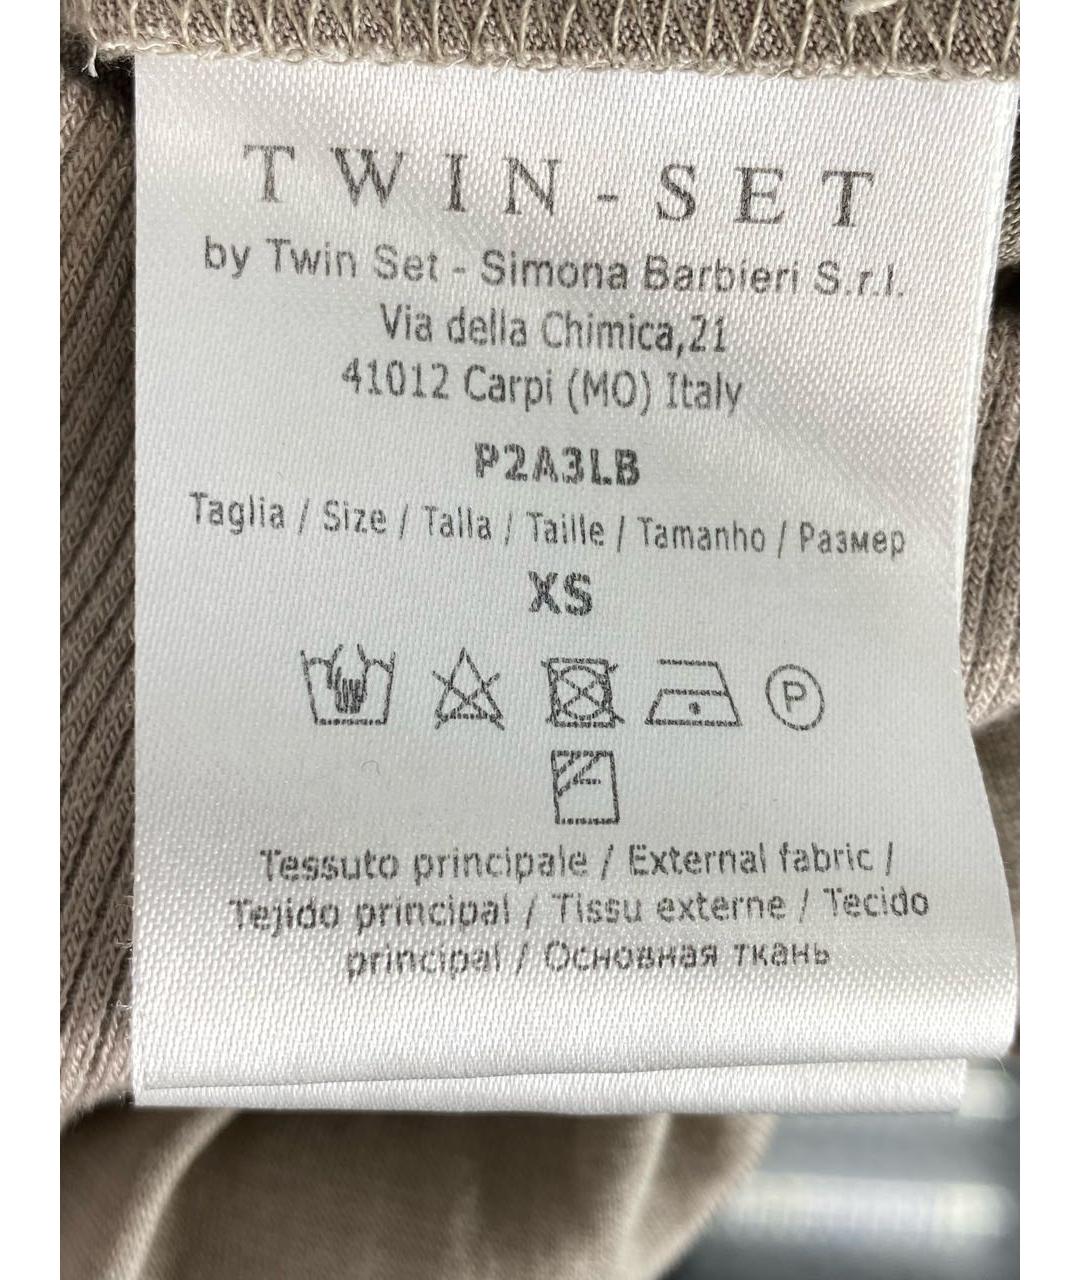 TWIN-SET
by Twin Set - Simona Barbieri S.r.l.
Via della Chimica,21
41012 Carpi (MO) Italy
P2A3LB
Taglia / Size / Talla / Taille / Tamanho / Размер
XS
P
Tessuto principale / External fabric /
Tejido principal / Tissu externe / Tecido
principal / Основная ткань